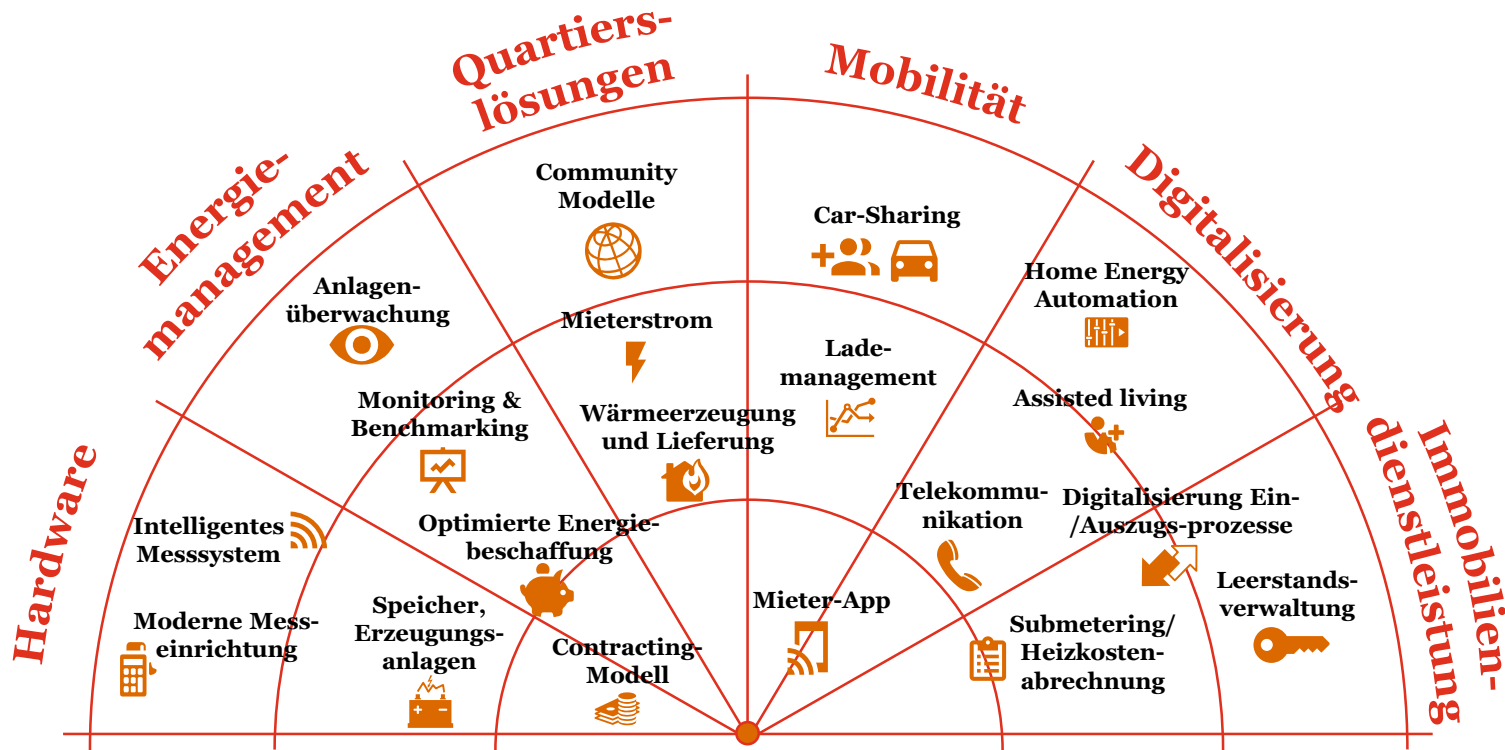 Hardware
Energie-
management
Quartiers-
lösungen
Mobilität
Digitalisierung
Immobilien-
dienstleistung
Intelligentes
Messsystem
Moderne Mess-
einrichtung
Speicher,
Erzeugungs-
anlagen
Anlagen-
überwachung
Monitoring &
Benchmarking
Optimierte Energie-
beschaffung
Contracting-
Modell
Community
Modelle
Mieterstrom
Wärmeerzeugung
und Lieferung
Car-Sharing
Lade-
management
Home Energy
Automation
Assisted living
Telekommu-
nikation
Mieter-App
Digitalisierung Ein-
/Auszugs-prozesse
Leerstands-
verwaltung
Submetering/
Heizkosten-
abrechnung